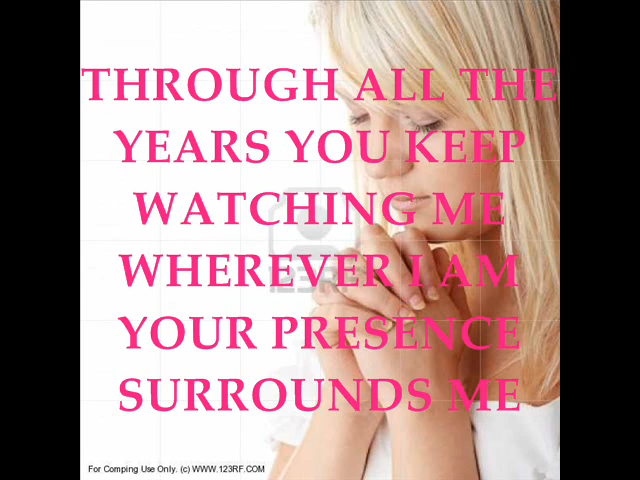 THROUGH ALL THE
YEARS YOU KEEP
WATCHING ME
WHEREVER I AM
YOUR PRESENCE
SURROUNDS ME
123RF
For Comping Use Only. (c) WWW.123RF.COM